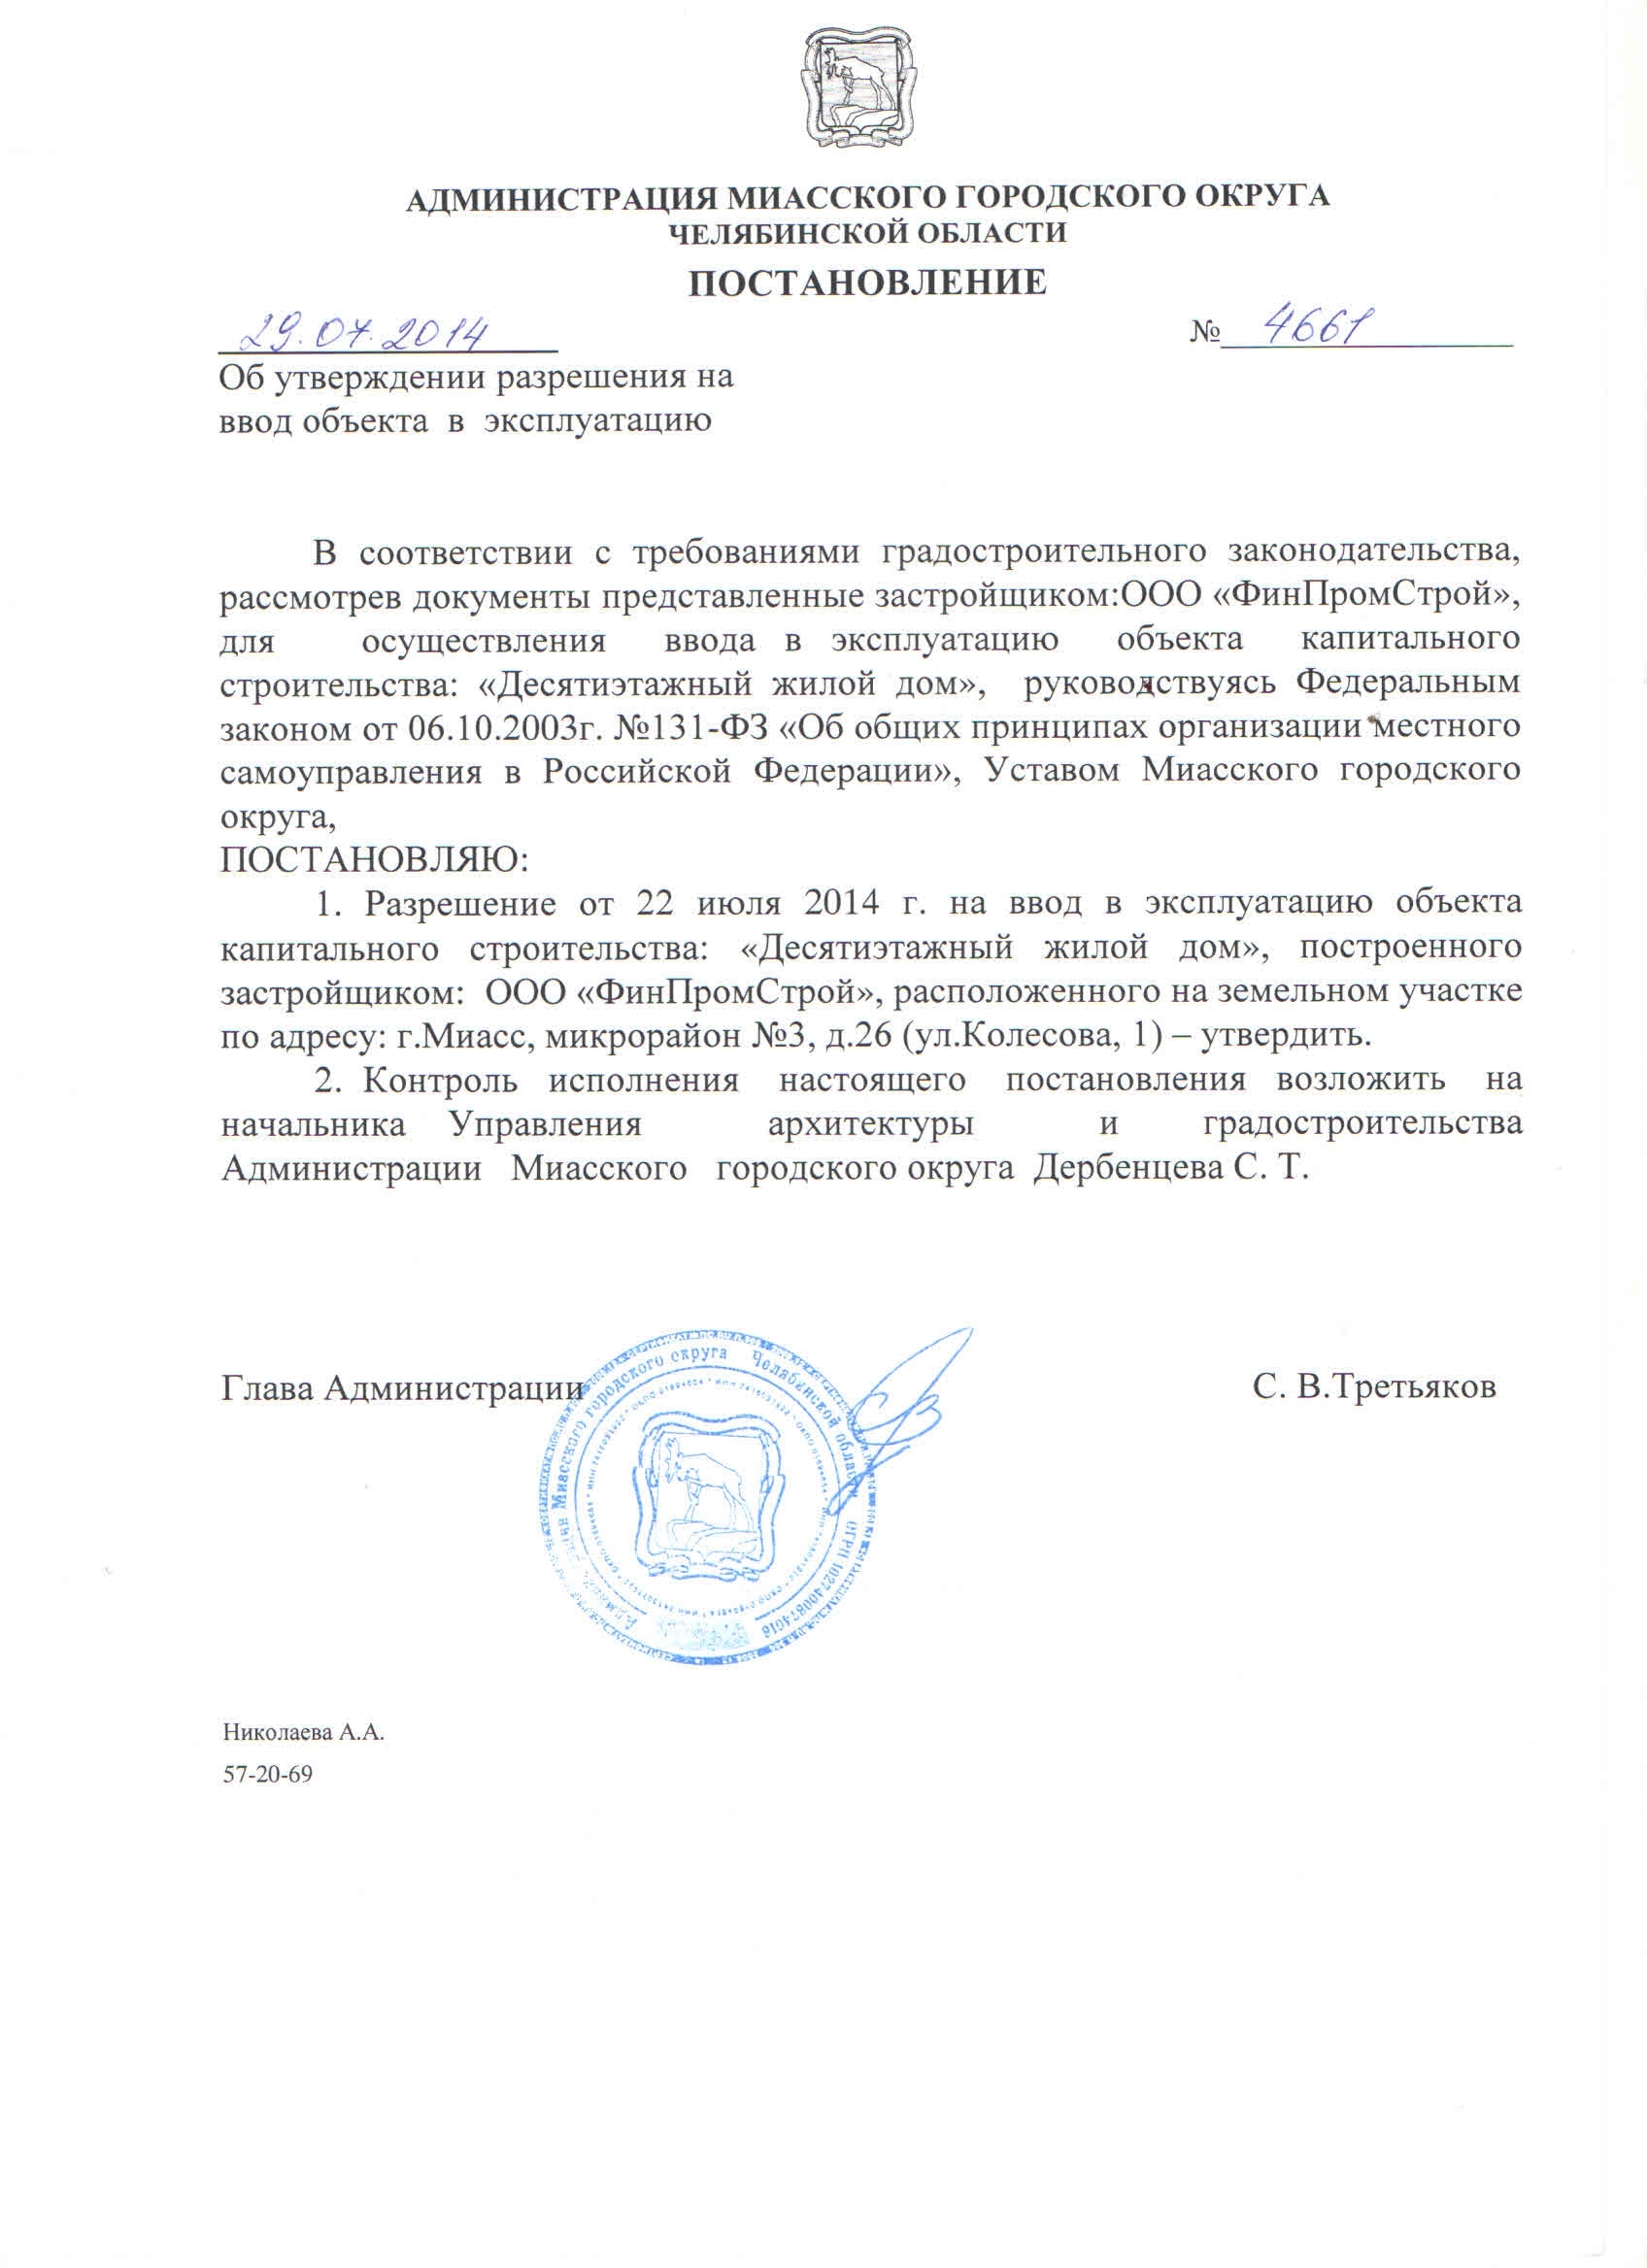 АДМИНИСТРАЦИЯ МИАССКОГО ГОРОДСКОГО ОКРУГА
ЧЕЛЯБИНСКОЙ ОБЛАСТИ
ПОСТАНОВЛЕНИЕ
29.07.2014 № 4661
Об утверждении разрешения на
ввод объекта в эксплуатацию
В соответствии с требованиями градостроительного законодательства,
рассмотрев документы представленные застройщиком:ООО «ФинПромСтрой»,
для осуществления ввода в эксплуатацию объекта капитального
строительства: «Десятиэтажный жилой дом», руководствуясь Федеральным
законом от 06.10.2003г. №131-ФЗ «Об общих принципах организации местного
самоуправления в Российской Федерации», Уставом Миасского городского
округа,
ПОСТАНОВЛЯЮ:
1. Разрешение от 22 июля 2014 г. на ввод в эксплуатацию объекта
капитального строительства: «Десятиэтажный жилой дом», построенного
застройщиком: ООО «ФинПромСтрой», расположенного на земельном участке
по адресу: г.Миасс, микрорайон №3, д.26 (ул.Колесова, 1) – утвердить.
2. Контроль исполнения настоящего постановления возложить на
начальника Управления архитектуры и градостроительства
Администрации Миасского городского округа Дербенцева С. Т.
Глава Администрации С. В.Третьяков
Миасского городского округа Челябинской области ОГРН 1027400874016
Николаева А.А.
57-20-69